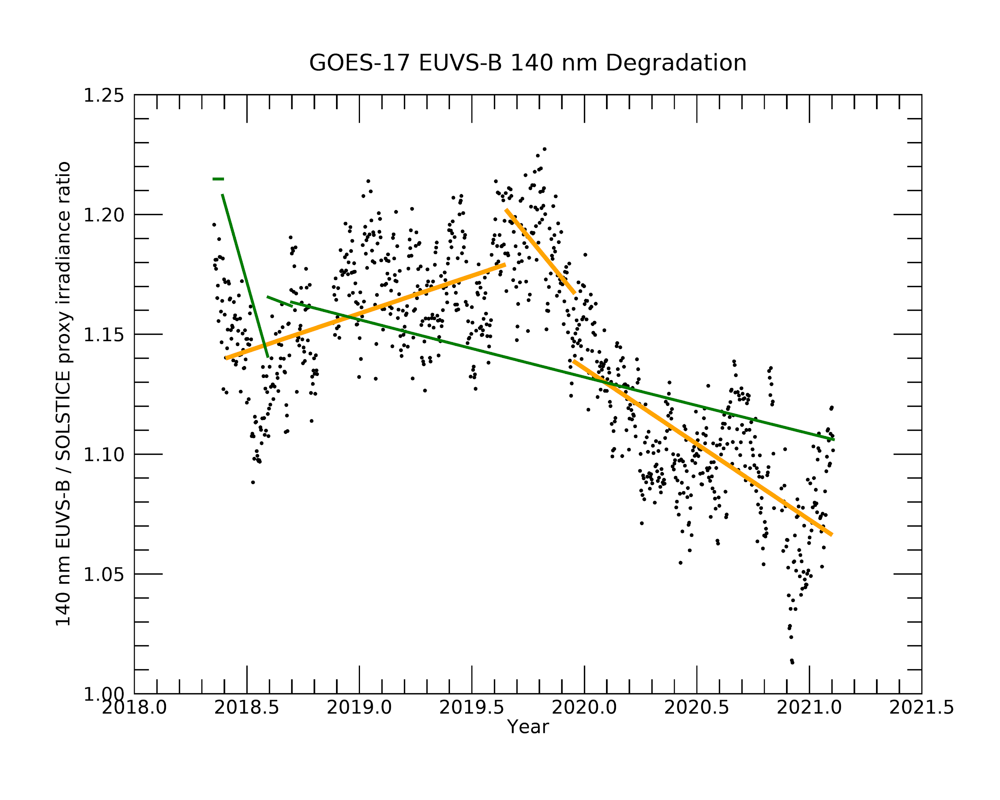 GOES-17 EUVS-B 140 nm Degradation
140 nm EUVS-B / SOLSTICE proxy irradiance ratio
1.25
1.20
1.15
1.10
1.05
1.00
2018.0 2018.5 2019.0 2019.5 2020.0 2020.5 2021.0 2021.5
Year